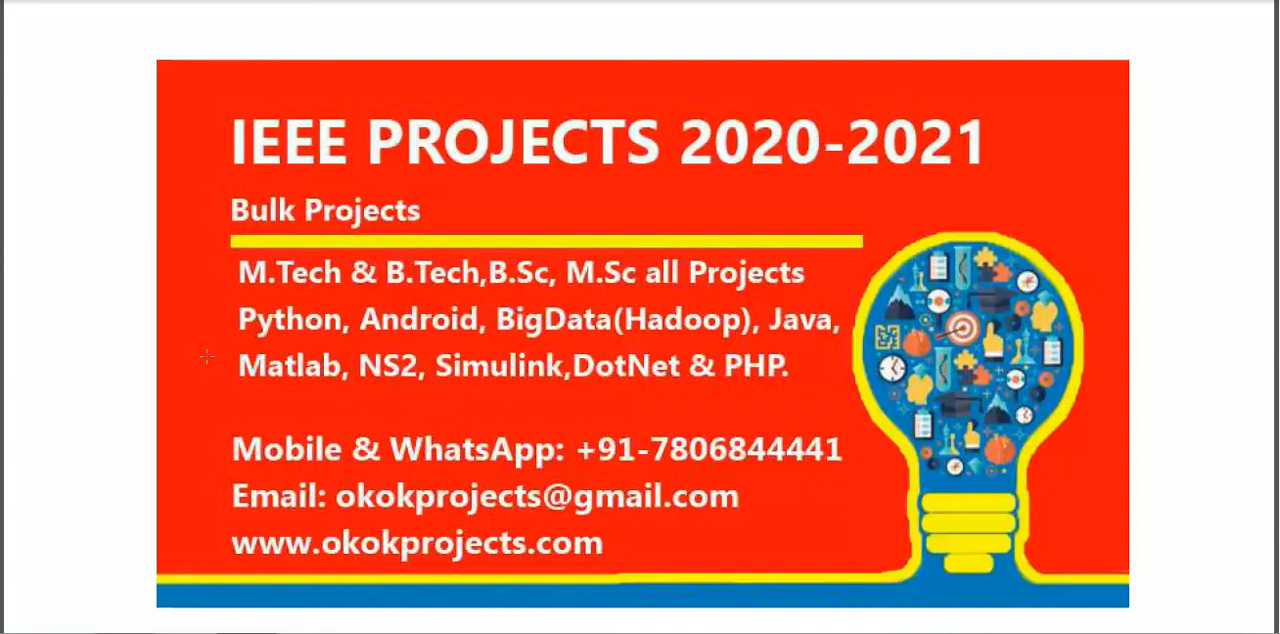 IEEE PROJECTS 2020-2021
Bulk Projects
M.Tech & B.Tech,B.Sc, M.Sc all Projects
Python, Android, BigData(Hadoop), Java,
Matlab, NS2, Simulink,DotNet & PHP.
Mobile & WhatsApp: +91-7806844441
Email: okokprojects@gmail.com
www.okokprojects.com